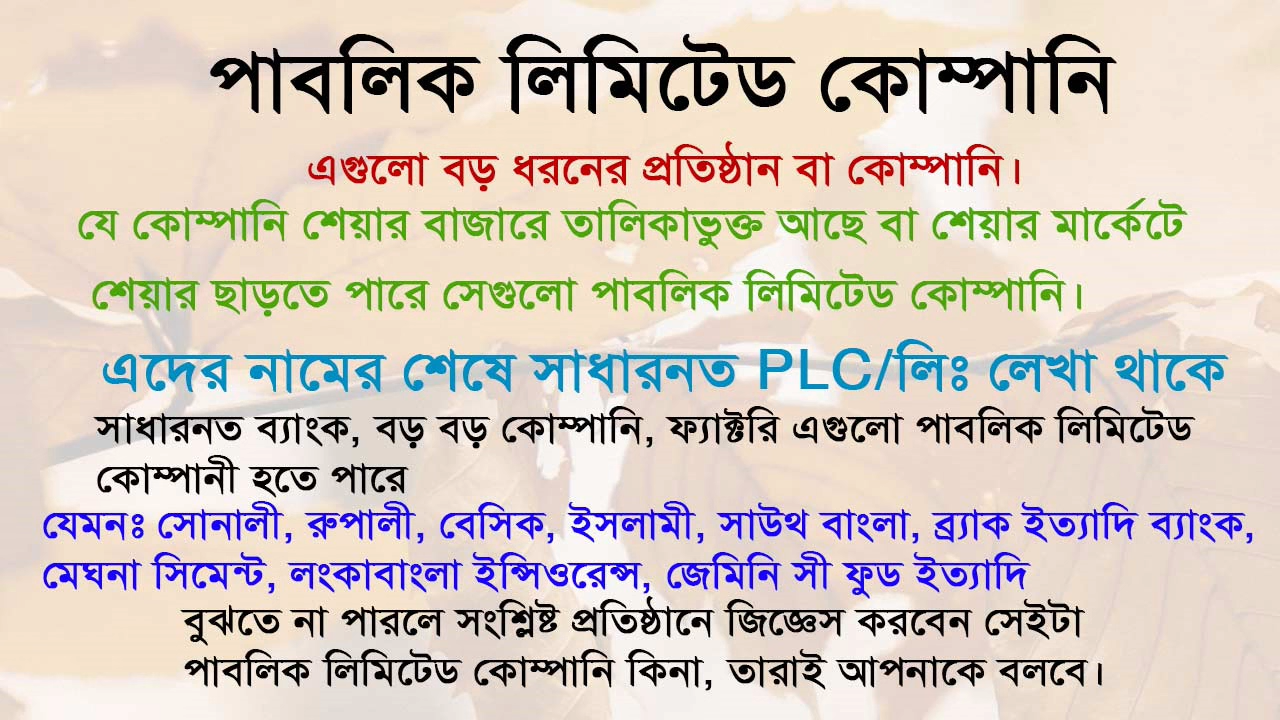 পাবলিক লিমিটেড কোম্পানি
এগুলো বড় ধরনের প্রতিষ্ঠান বা কোম্পানি।
যে কোম্পানি শেয়ার বাজারে তালিকাভুক্ত আছে বা শেয়ার মার্কেটে
শেয়ার ছাড়তে পারে সেগুলো পাবলিক লিমিটেড কোম্পানি।
এদের নামের শেষে সাধারনত PLC/লিঃ লেখা থাকে
সাধারনত ব্যাংক, বড় বড় কোম্পানি, ফ্যাক্টরি এগুলো পাবলিক লিমিটেড
কোম্পানী হতে পারে
যেমনঃ সোনালী, রুপালী, বেসিক, ইসলামী, সাউথ বাংলা, ব্র্যাক ইত্যাদি ব্যাংক,
মেঘনা সিমেন্ট, লংকাবাংলা ইন্সিওরেন্স, জেমিনি সী ফুড ইত্যাদি
বুঝতে না পারলে সংশ্লিষ্ট প্রতিষ্ঠানে জিজ্ঞেস করবেন সেইটা
পাবলিক লিমিটেড কোম্পানি কিনা, তারাই আপনাকে বলবে।